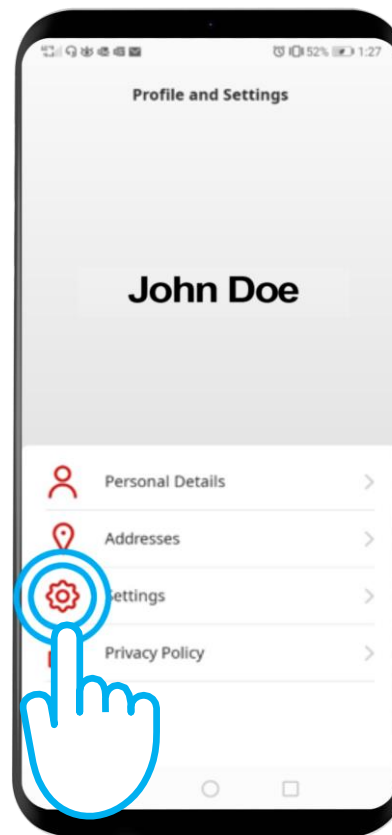 52% 1:27
Profile and Settings
John Doe
Personal Details
Addresses
ettings
Privacy Policy